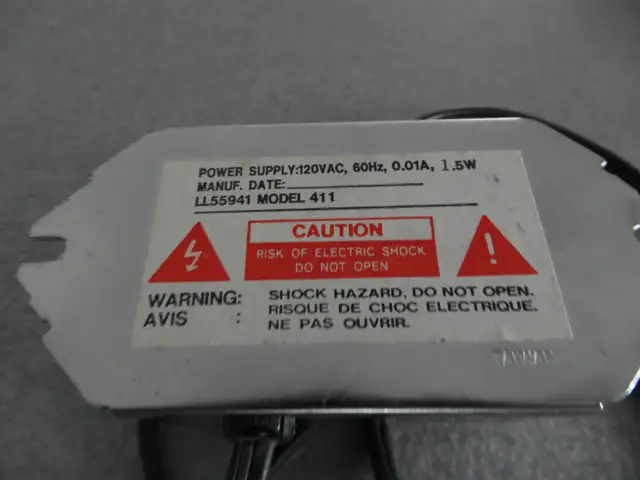 POWER SUPPLY:120VAC, 60Hz, 0.01A, 1.5W
MANUF. DATE:
LL55941 MODEL 411
CAUTION
RISK OF ELECTRIC SHOCK
DO NOT OPEN
WARNING: SHOCK HAZARD, DO NOT OPEN.
AVIS : RISQUE DE CHOC ELECTRIQUE.
NE PAS OUVRIR.
TAIWAN